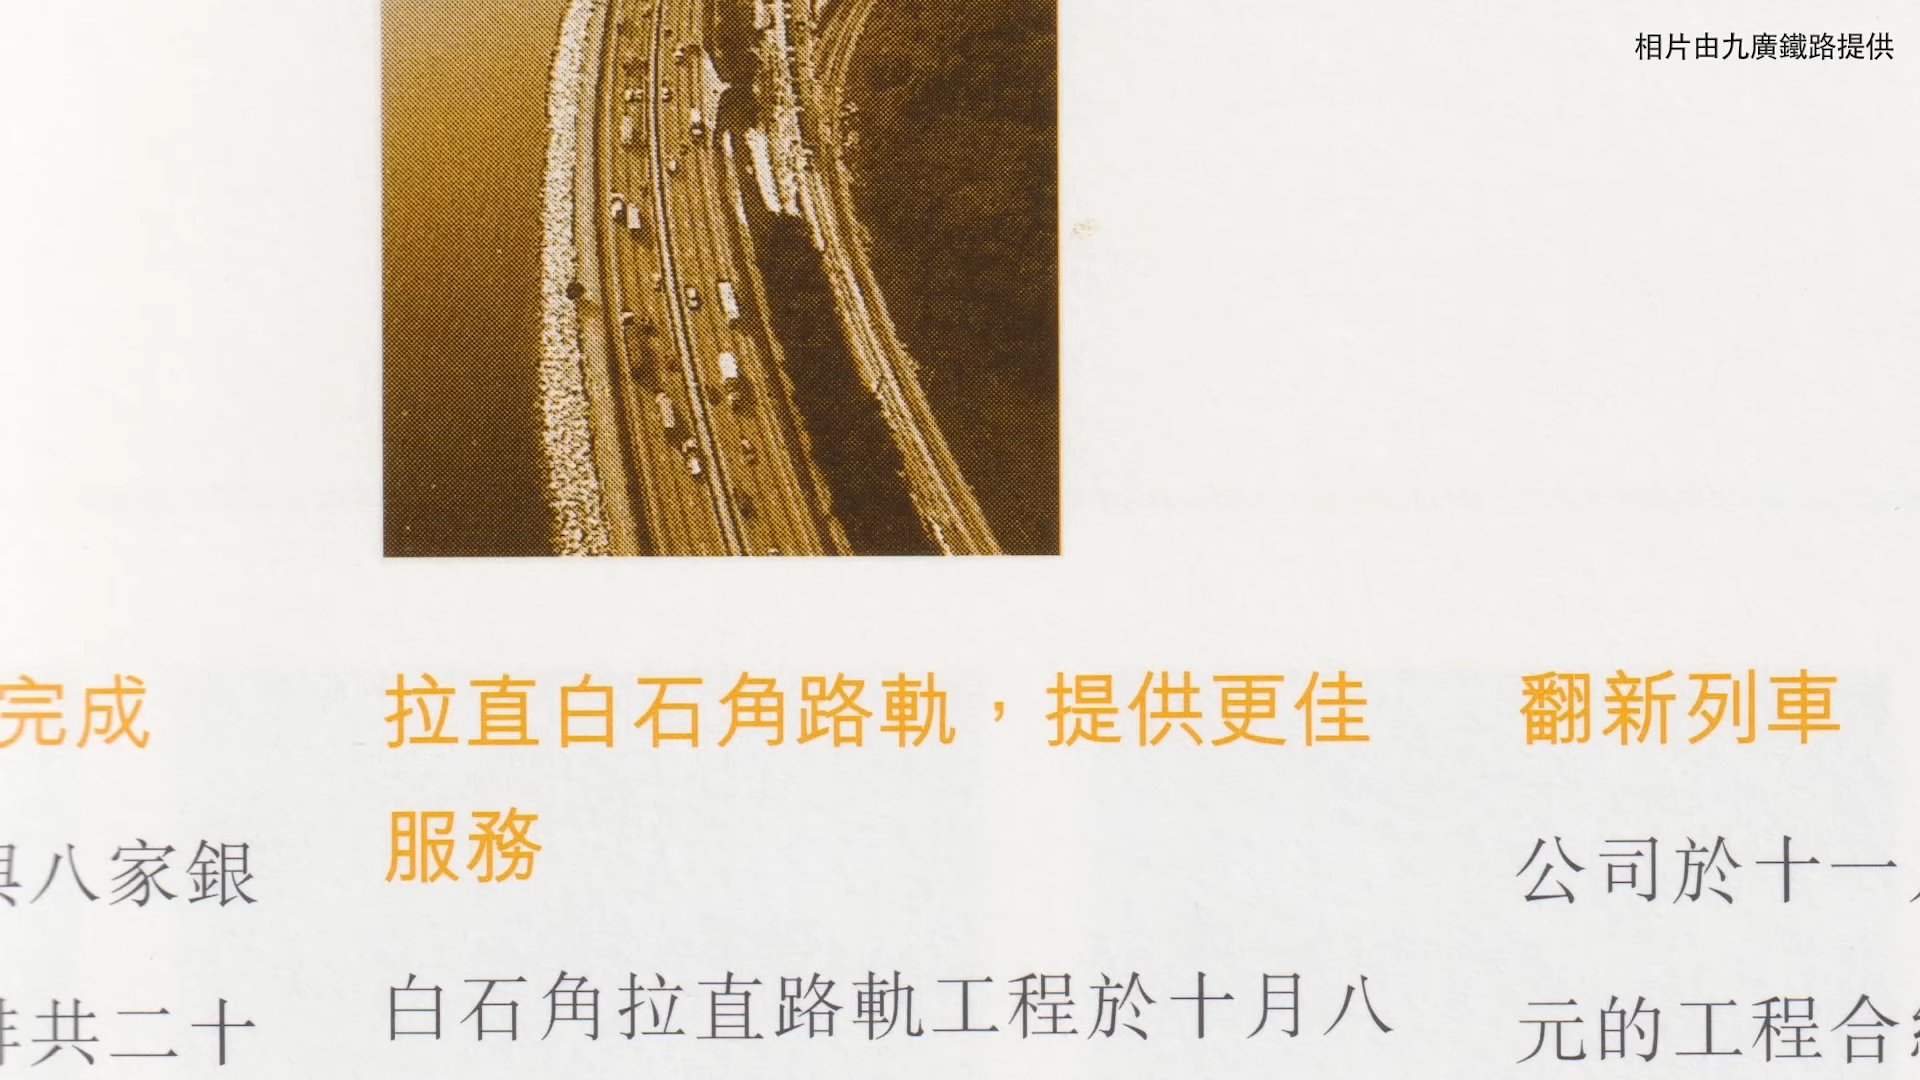 相片由九廣鐵路提供
完成
八家銀
共二十
拉直白石角路軌，提供更佳
服務
白石角拉直路軌工程於十月八
翻新列車
公司於十一
元的工程合